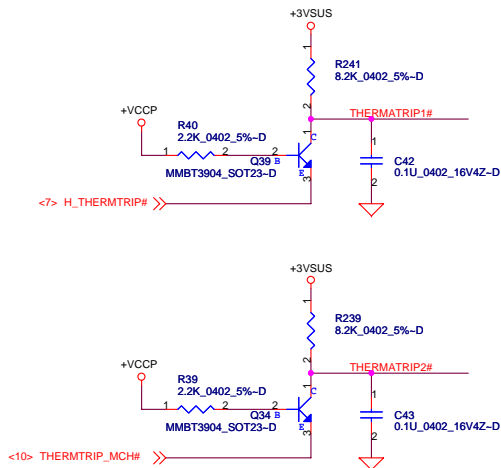 +3VSUS
1
R241
8.2K_0402_5%~D
2
THERMATRIP1#
+VCCP
R40
2.2K_0402_5%~D
1
2
2
B
Q39
1
C
E
3
MMBT3904_SOT23~D
1
C42
0.1U_0402_16V4Z~D
2
<7> H_THERMTRIP#
+3VSUS
1
R239
8.2K_0402_5%~D
2
THERMATRIP2#
+VCCP
R39
2.2K_0402_5%~D
1
2
2
B
Q34
1
C
E
3
MMBT3904_SOT23~D
1
C43
0.1U_0402_16V4Z~D
2
<10> THERMTRIP_MCH#